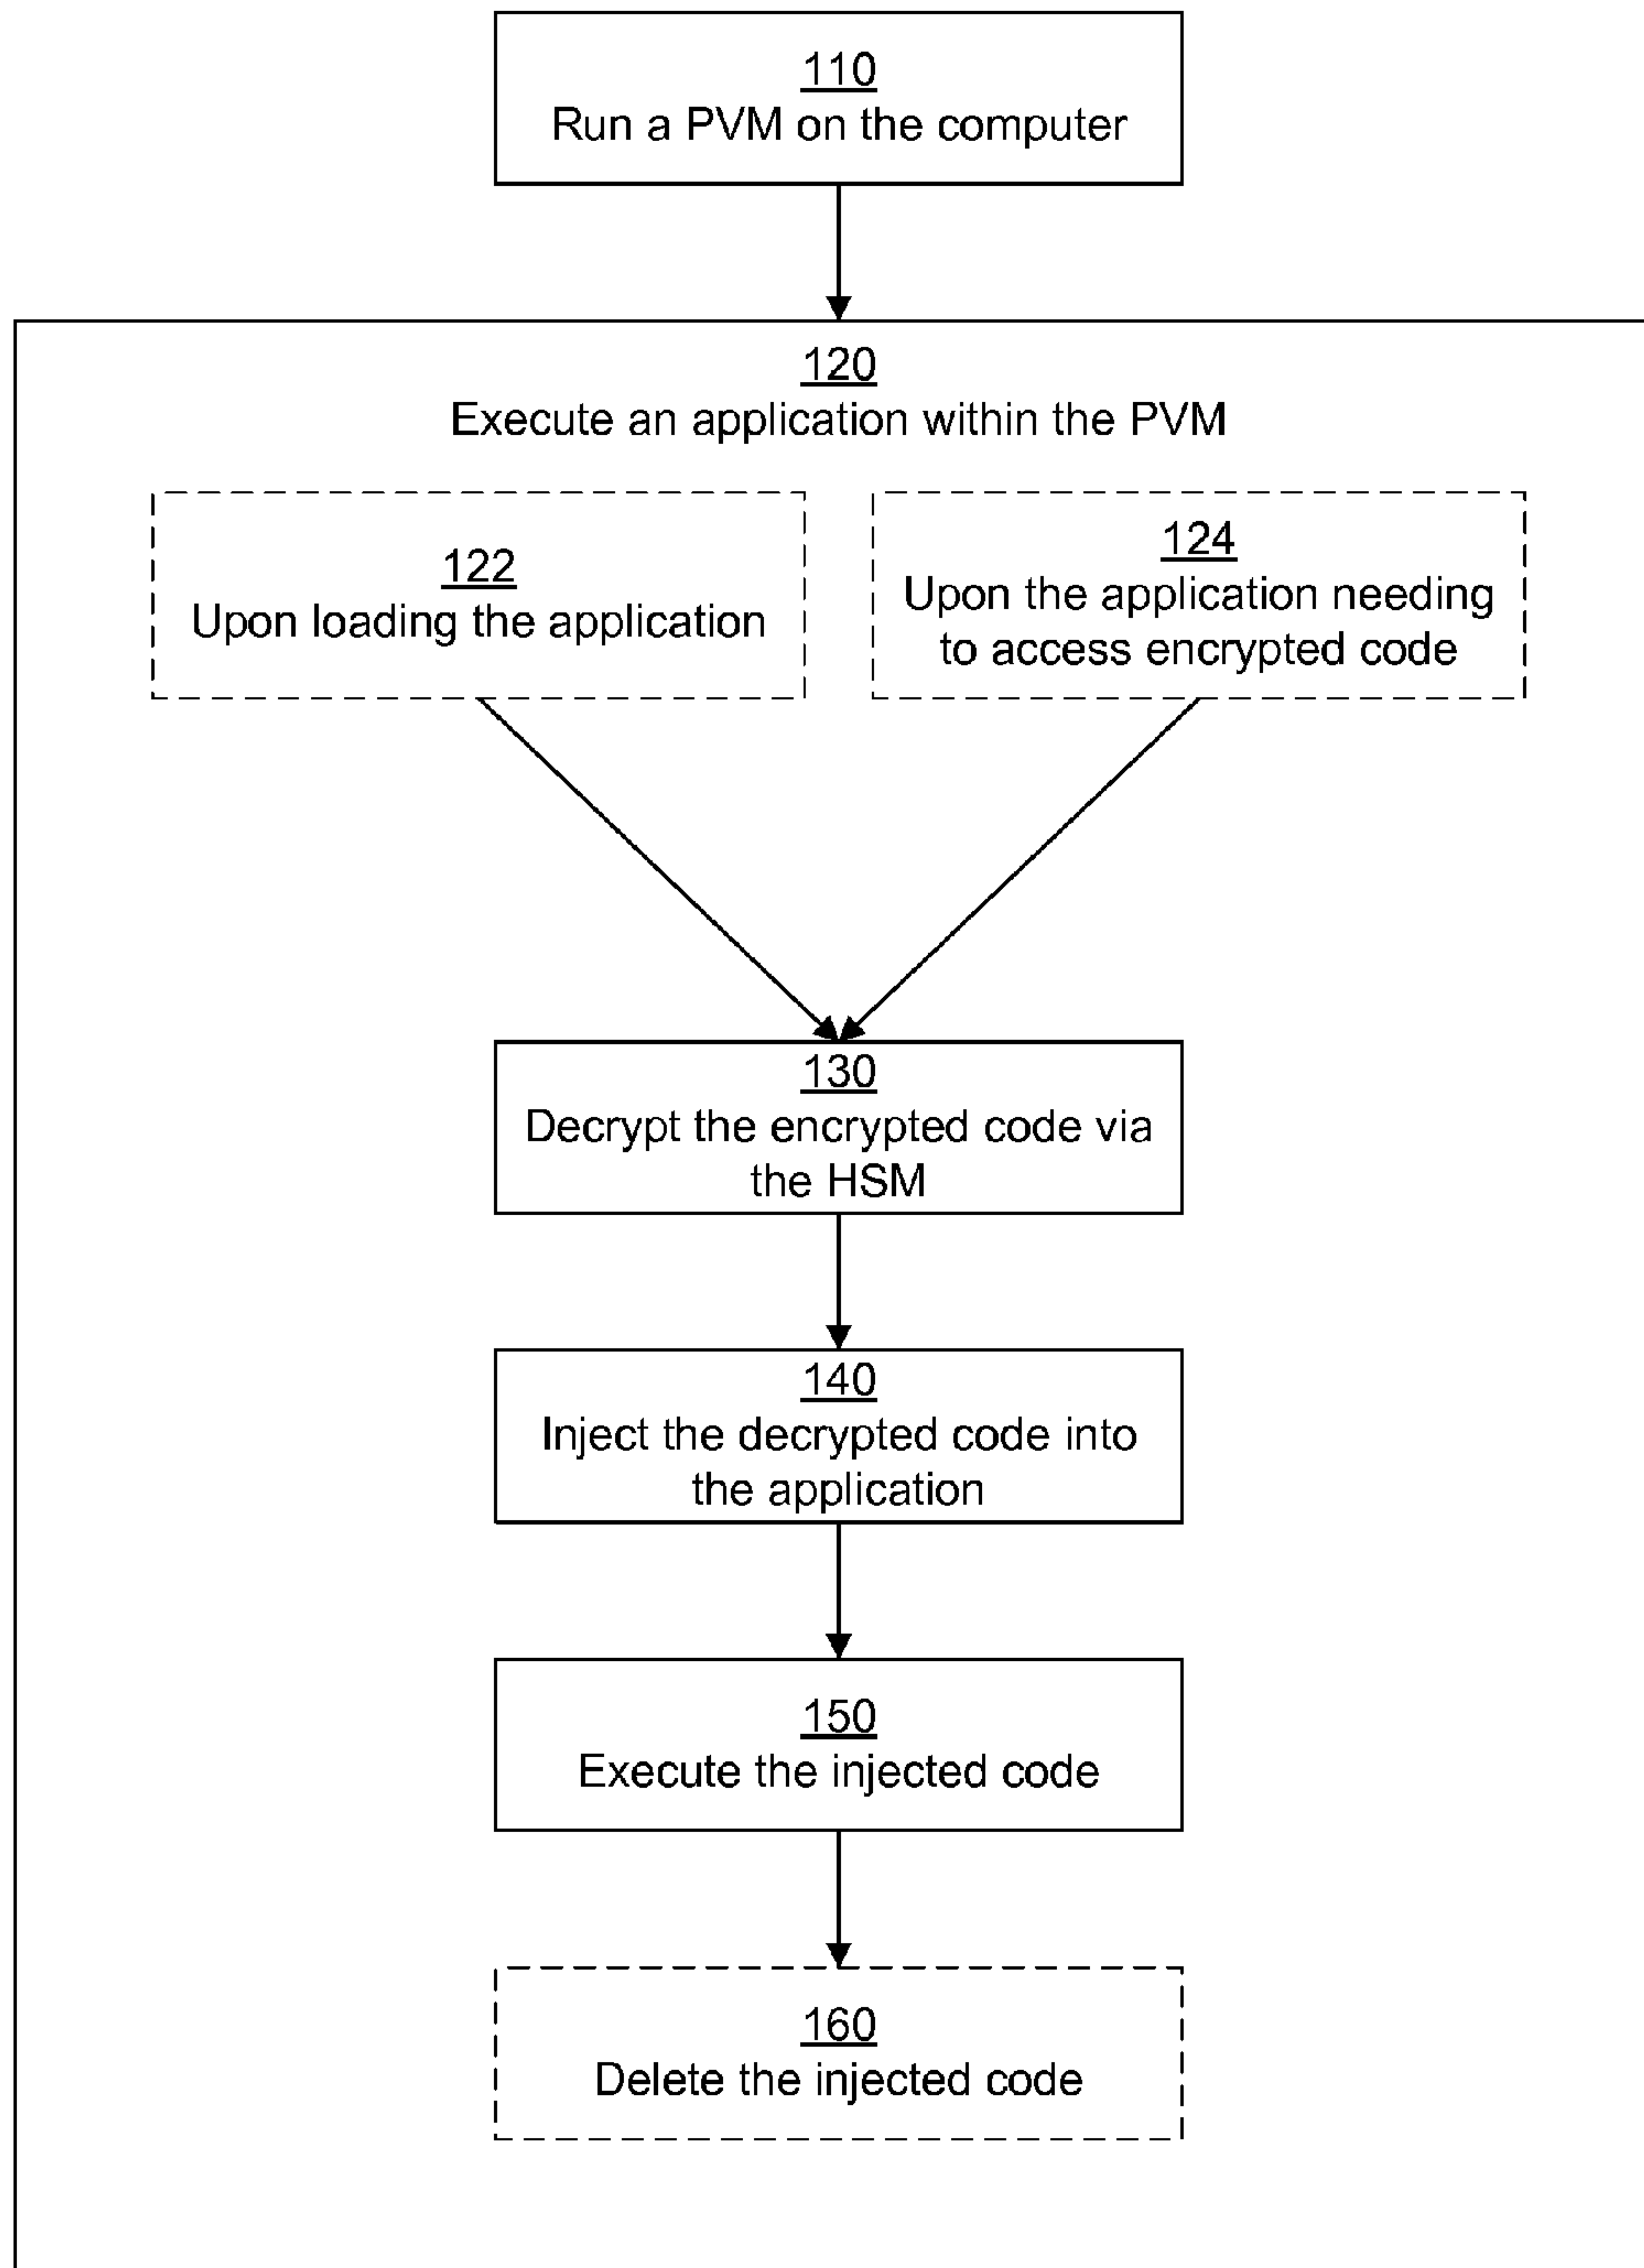 110
Run a PVM on the computer
120
Execute an application within the PVM
122
Upon loading the application
124
Upon the application needing
to access encrypted code
130
Decrypt the encrypted code via
the HSM
140
Inject the decrypted code into
the application
150
Execute the injected code
160
Delete the injected code